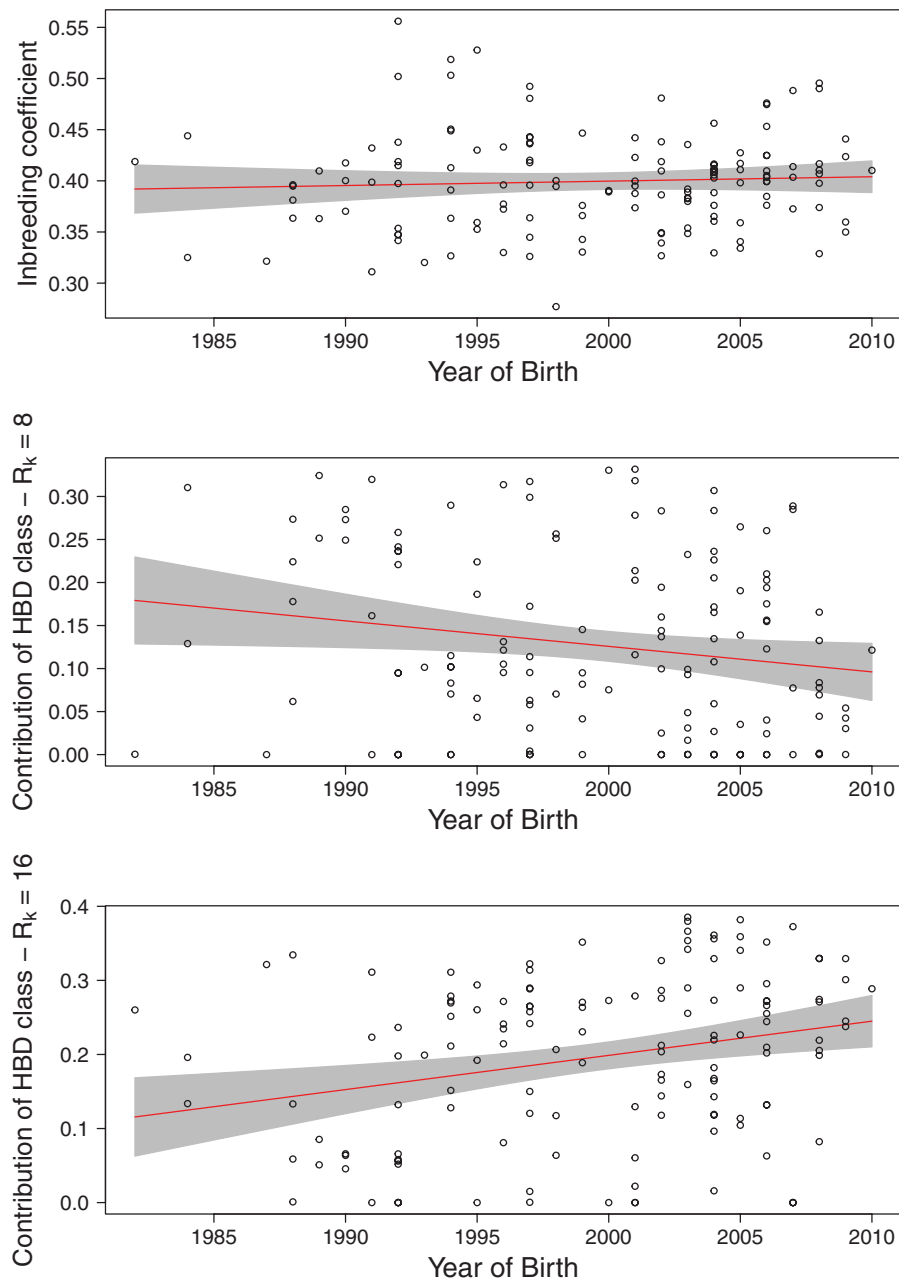 Inbreeding coefficient
0.55
0.50
0.45
0.40
0.35
0.30
1985 1990 1995 2000 2005 2010
Year of Birth
Contribution of HBD class – Rk = 8
0.30
0.25
0.20
0.15
0.10
0.05
0.00
1985 1990 1995 2000 2005 2010
Year of Birth
Contribution of HBD class – Rk = 16
0.4
0.3
0.2
0.1
0.0
1985 1990 1995 2000 2005 2010
Year of Birth